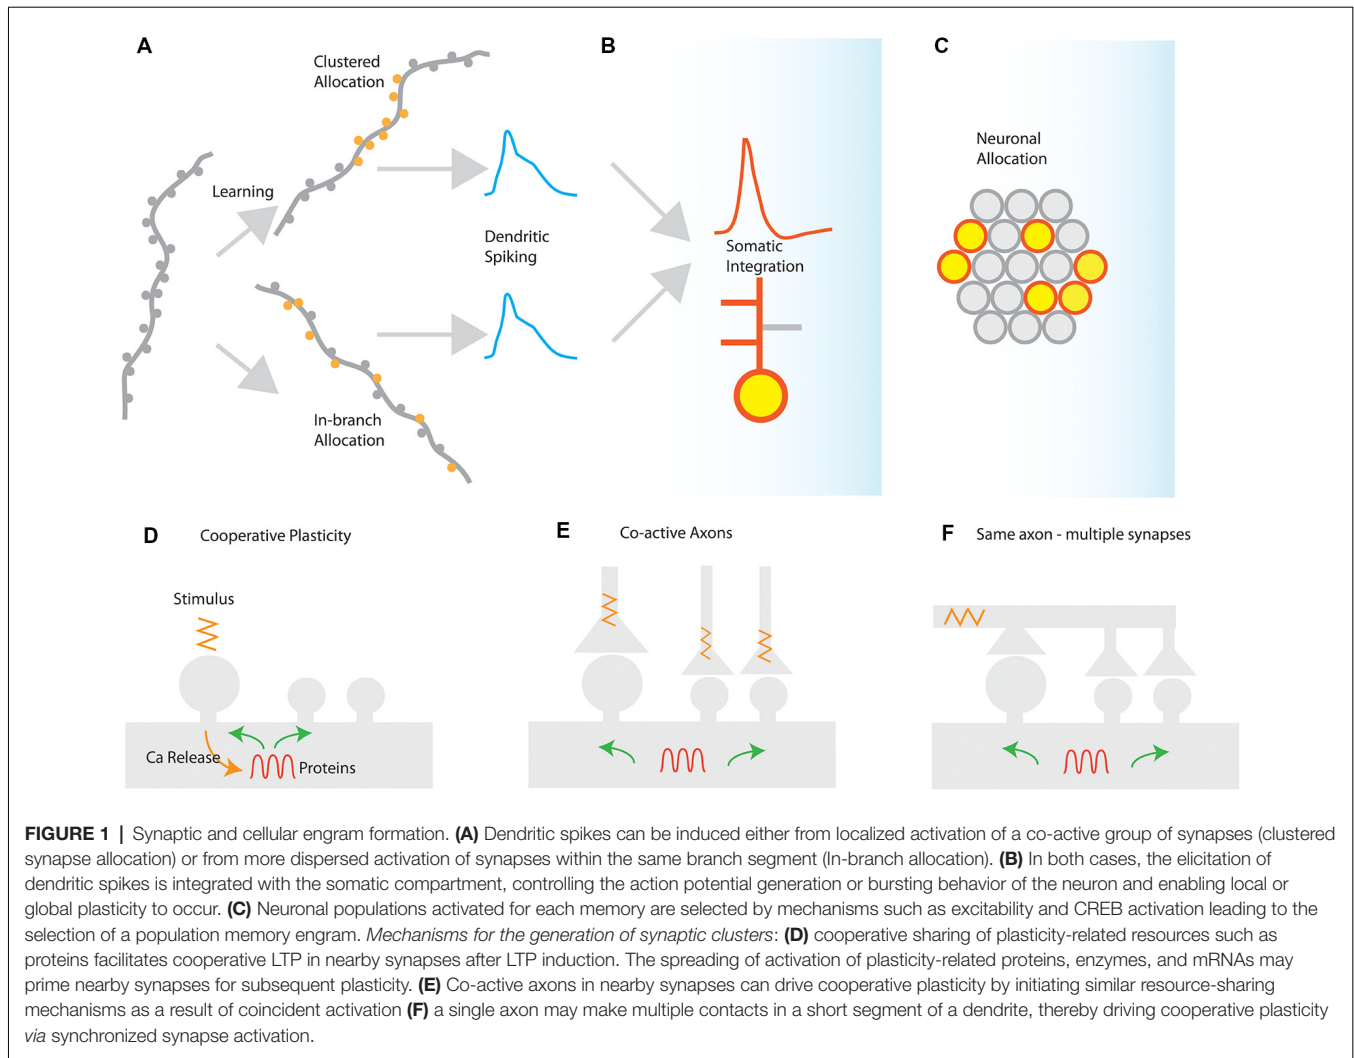 A
Clustered
Allocation
Learning
Dendritic
Spiking
In-branch
Allocation
B
Somatic
Integration
C
Neuronal
Allocation
D
Cooperative Plasticity
Stimulus
Ca Release
Proteins
E
Co-active Axons
F
Same axon - multiple synapses
FIGURE 1 | Synaptic and cellular engram formation. (A) Dendritic spikes can be induced either from localized activation of a co-active group of synapses (clustered
synapse allocation) or from more dispersed activation of synapses within the same branch segment (In-branch allocation). (B) In both cases, the elicitation of
dendritic spikes is integrated with the somatic compartment, controlling the action potential generation or bursting behavior of the neuron and enabling local or
global plasticity to occur. (C) Neuronal populations activated for each memory are selected by mechanisms such as excitability and CREB activation leading to the
selection of a population memory engram. Mechanisms for the generation of synaptic clusters: (D) cooperative sharing of plasticity-related resources such as
proteins facilitates cooperative LTP in nearby synapses after LTP induction. The spreading of activation of plasticity-related proteins, enzymes, and mRNAs may
prime nearby synapses for subsequent plasticity. (E) Co-active axons in nearby synapses can drive cooperative plasticity by initiating similar resource-sharing
mechanisms as a result of coincident activation (F) a single axon may make multiple contacts in a short segment of a dendrite, thereby driving cooperative plasticity
via synchronized synapse activation.